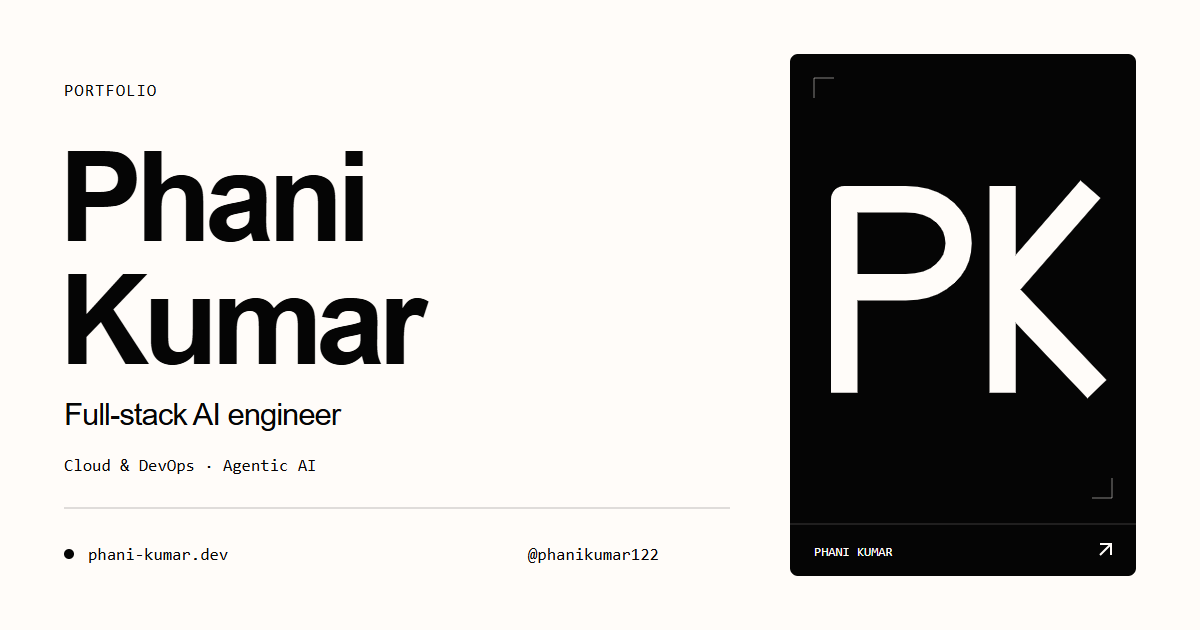 PORTFOLIO
Phani
Kumar
Full-stack AI engineer
Cloud & DevOps · Agentic AI
phani-kumar.dev
@phanikumar122
PK
PHANI KUMAR